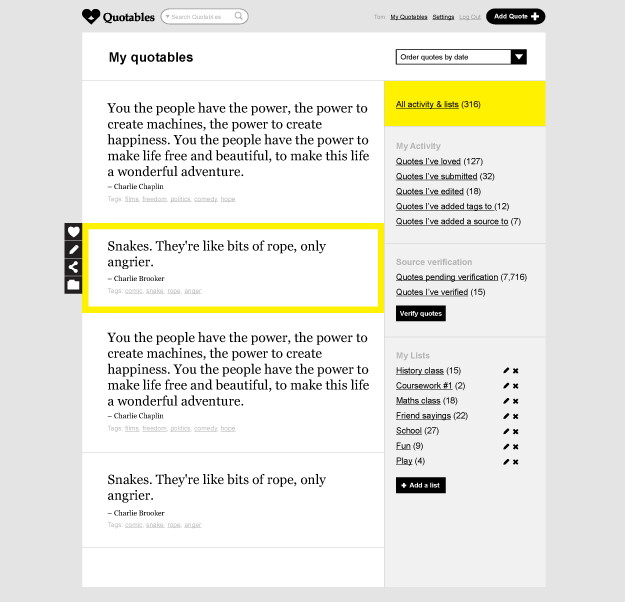 Quotables
Search Quotables
Tom:
My Quotables
Settings
Log Out
Add Quote
My quotables
Order quotes by date
You the people have the power, the power to
create machines, the power to create
happiness. You the people have the power to
make life free and beautiful, to make this life
a wonderful adventure.
– Charlie Chaplin
Tags: films, freedom, politics, comedy, hope
Snakes. They're like bits of rope, only
angrier.
– Charlie Brooker
Tags: comic, snake, rope, anger
You the people have the power, the power to
create machines, the power to create
happiness. You the people have the power to
make life free and beautiful, to make this life
a wonderful adventure.
– Charlie Chaplin
Tags: films, freedom, politics, comedy, hope
Snakes. They're like bits of rope, only
angrier.
– Charlie Brooker
Tags: comic, snake, rope, anger
All activity & lists (316)
My Activity
Quotes I've loved (127)
Quotes I've submitted (32)
Quotes I've edited (18)
Quotes I've added tags to (12)
Quotes I've added a source to (7)
Source verification
Quotes pending verification (7,716)
Quotes I've verified (15)
Verify quotes
My Lists
History class (15)
Coursework #1 (2)
Maths class (18)
Friend sayings (22)
School (27)
Fun (9)
Play (4)
Add a list